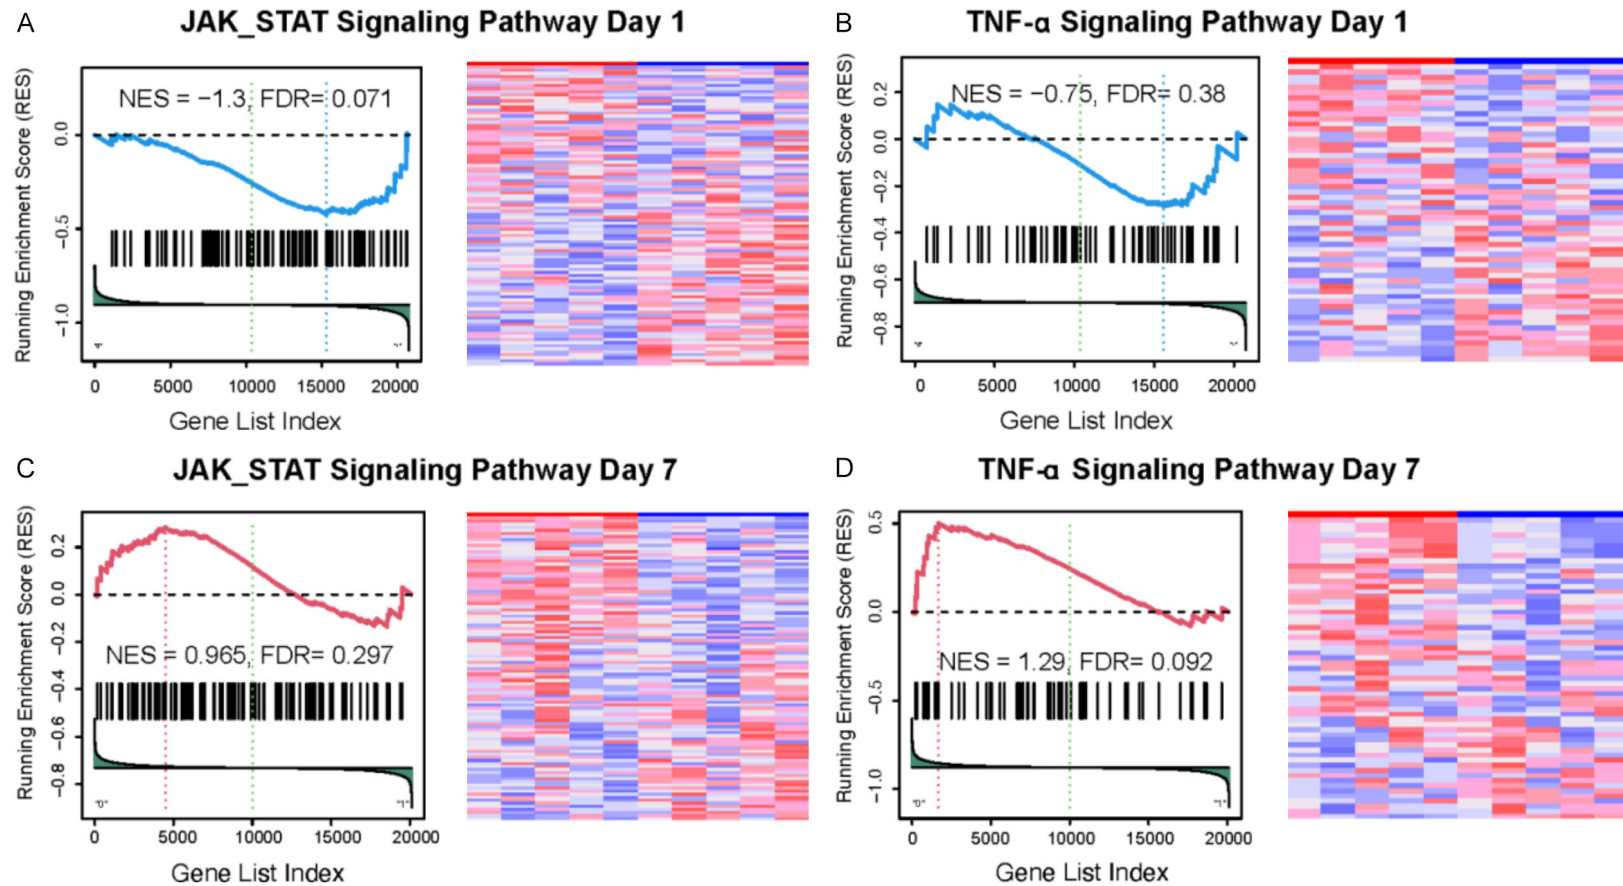 A
JAK_STAT Signaling Pathway Day 1
NES = −1.3, FDR= 0.071
Running Enrichment Score (RES)
0.0
−0.5
−1.0
0 5000 10000 15000 20000
Gene List Index
B
TNF-α Signaling Pathway Day 1
NES = −0.75, FDR= 0.38
Running Enrichment Score (RES)
0.2
0.0
−0.2
−0.4
−0.6
−0.8
0 5000 10000 15000 20000
Gene List Index
C
JAK_STAT Signaling Pathway Day 7
NES = 0.965, FDR= 0.297
Running Enrichment Score (RES)
0.2
0.0
−0.2
−0.4
−0.6
−0.8
"0" "1"
0 5000 10000 15000 20000
Gene List Index
D
TNF-α Signaling Pathway Day 7
NES = 1.29, FDR= 0.092
Running Enrichment Score (RES)
0.5
0.0
−0.5
−1.0
"0" "1"
0 5000 10000 15000 20000
Gene List Index